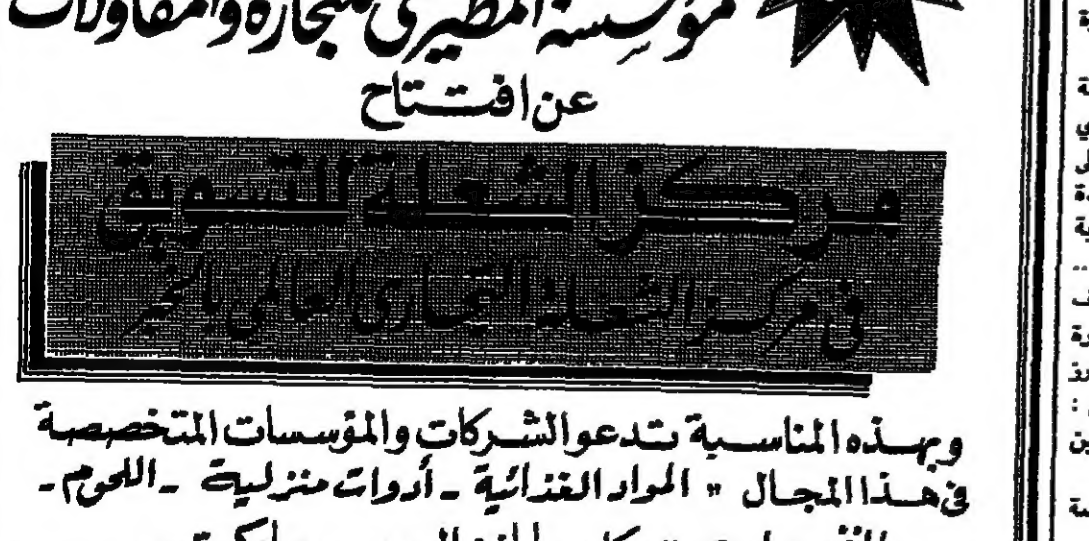 مؤسسة المطيري للتجارة والمقاولات
عن افتتاح
مركز الشعلة للتسويق
في مركز الشعلة التجاري العالمي بالخبر
وبهذه المناسبة تدعو الشركات والمؤسسات المتخصصة
في هذا المجال " المواد الغذائية - أدوات منزلية - اللحوم -